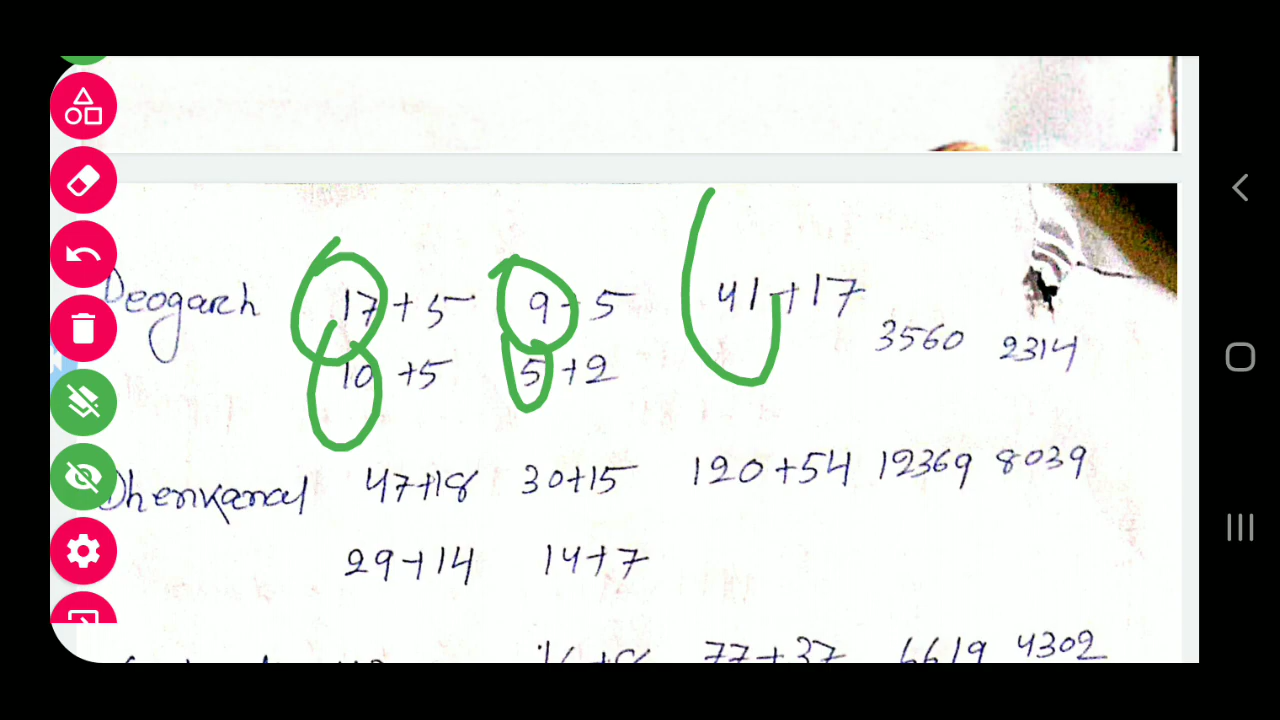 Deogarh 17+5 9+5 41+17
3560 2314
10 +5 5 +2
Dhenkanal 47+18 30+15 120+54 12369 8039
29+14 14+7
77+37 6619 4302